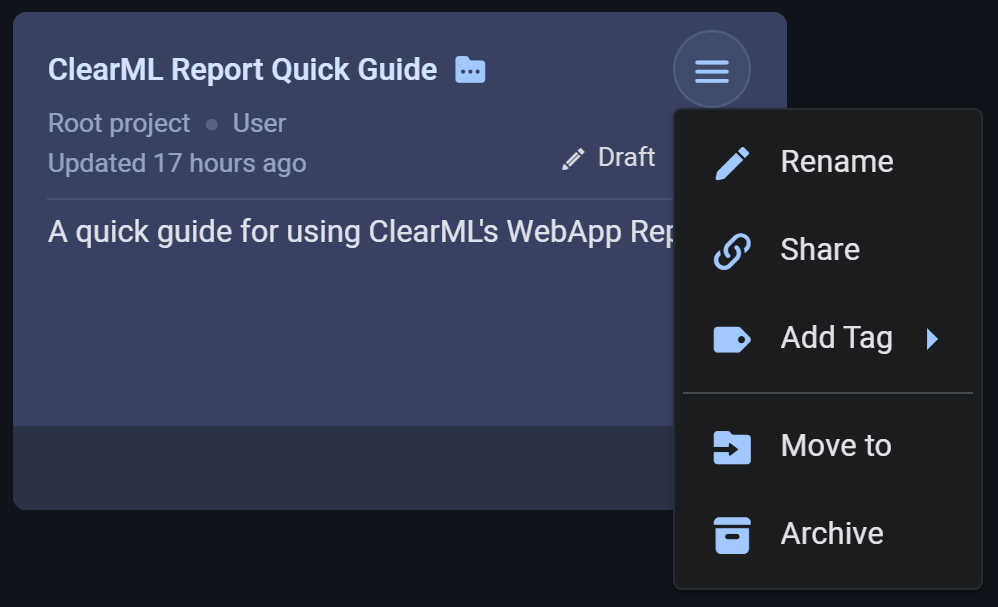 ClearML Report Quick Guide
Root project User
Updated 17 hours ago
Draft
A quick guide for using ClearML's WebApp
Rename
Share
Add Tag
Move to
Archive